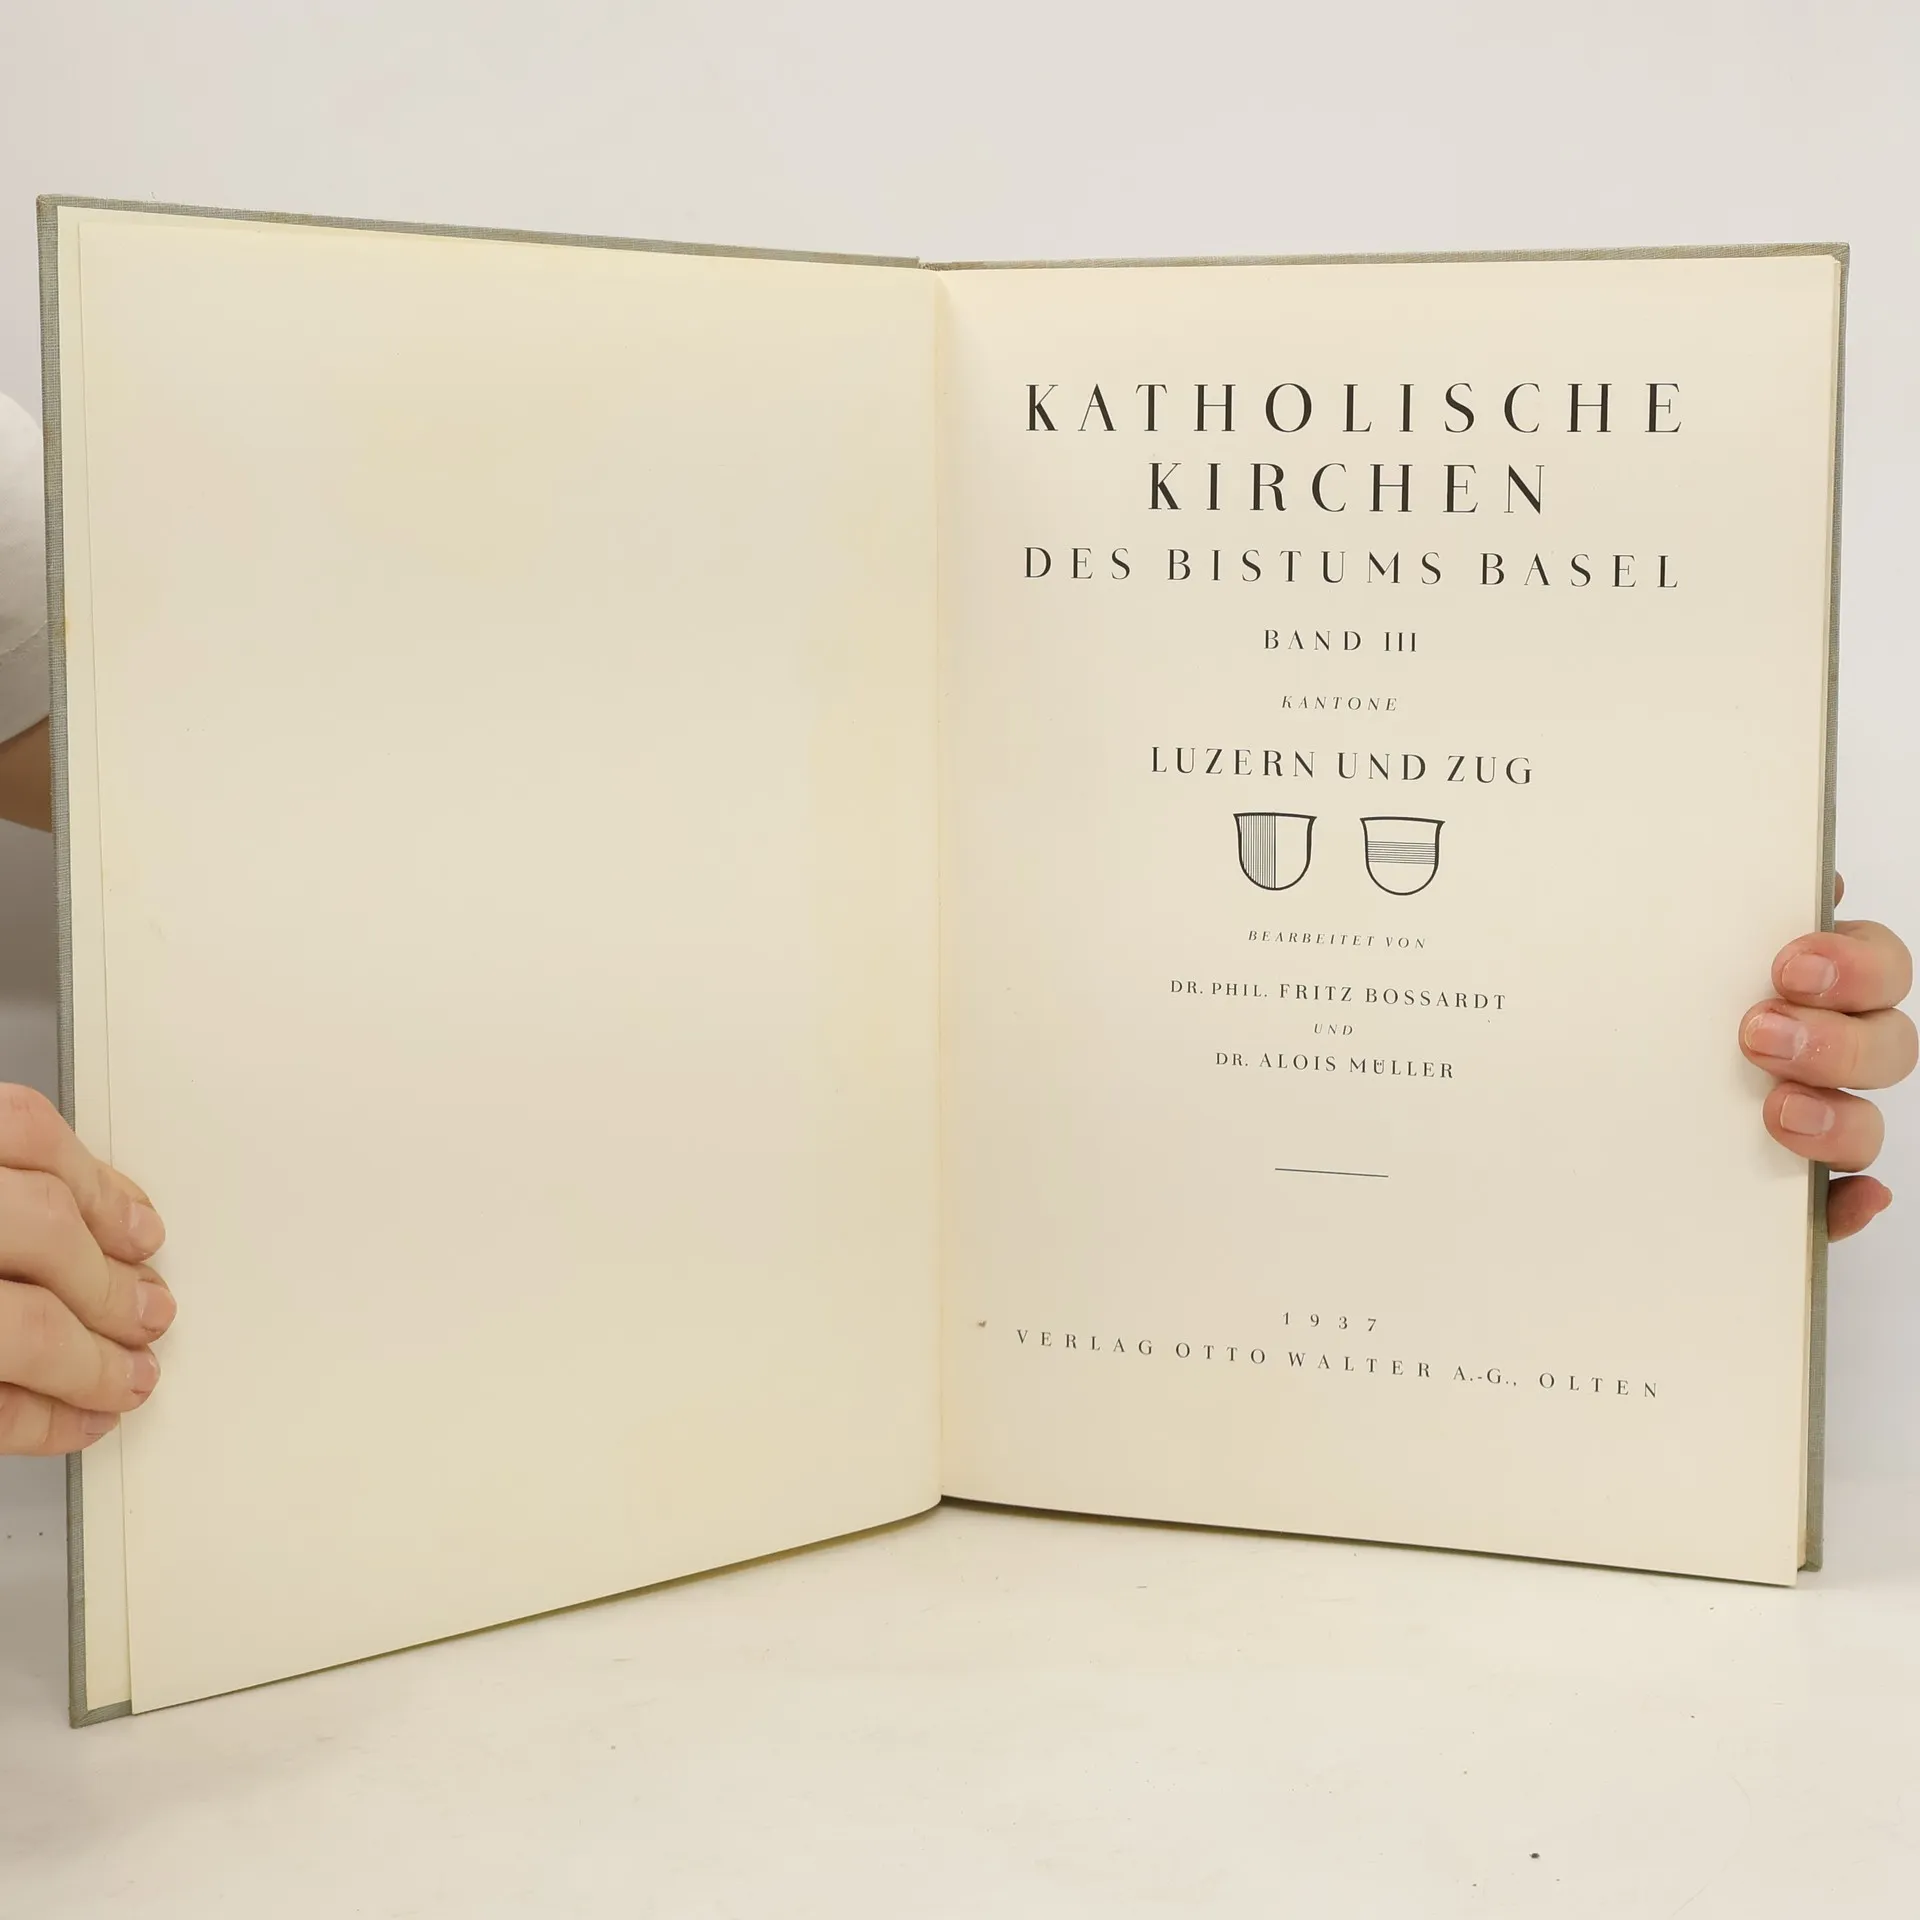 KATHOLISCHE
KIRCHEN
DES BISTUMS BASEL
BAND III
KANTONE
LUZERN UND ZUG
BEARBEITET VON
DR. PHIL. FRITZ BOSSARDT
UND
DR. ALOIS MÜLLER
1937
VERLAG OTTO WALTER A.-G., OLTEN